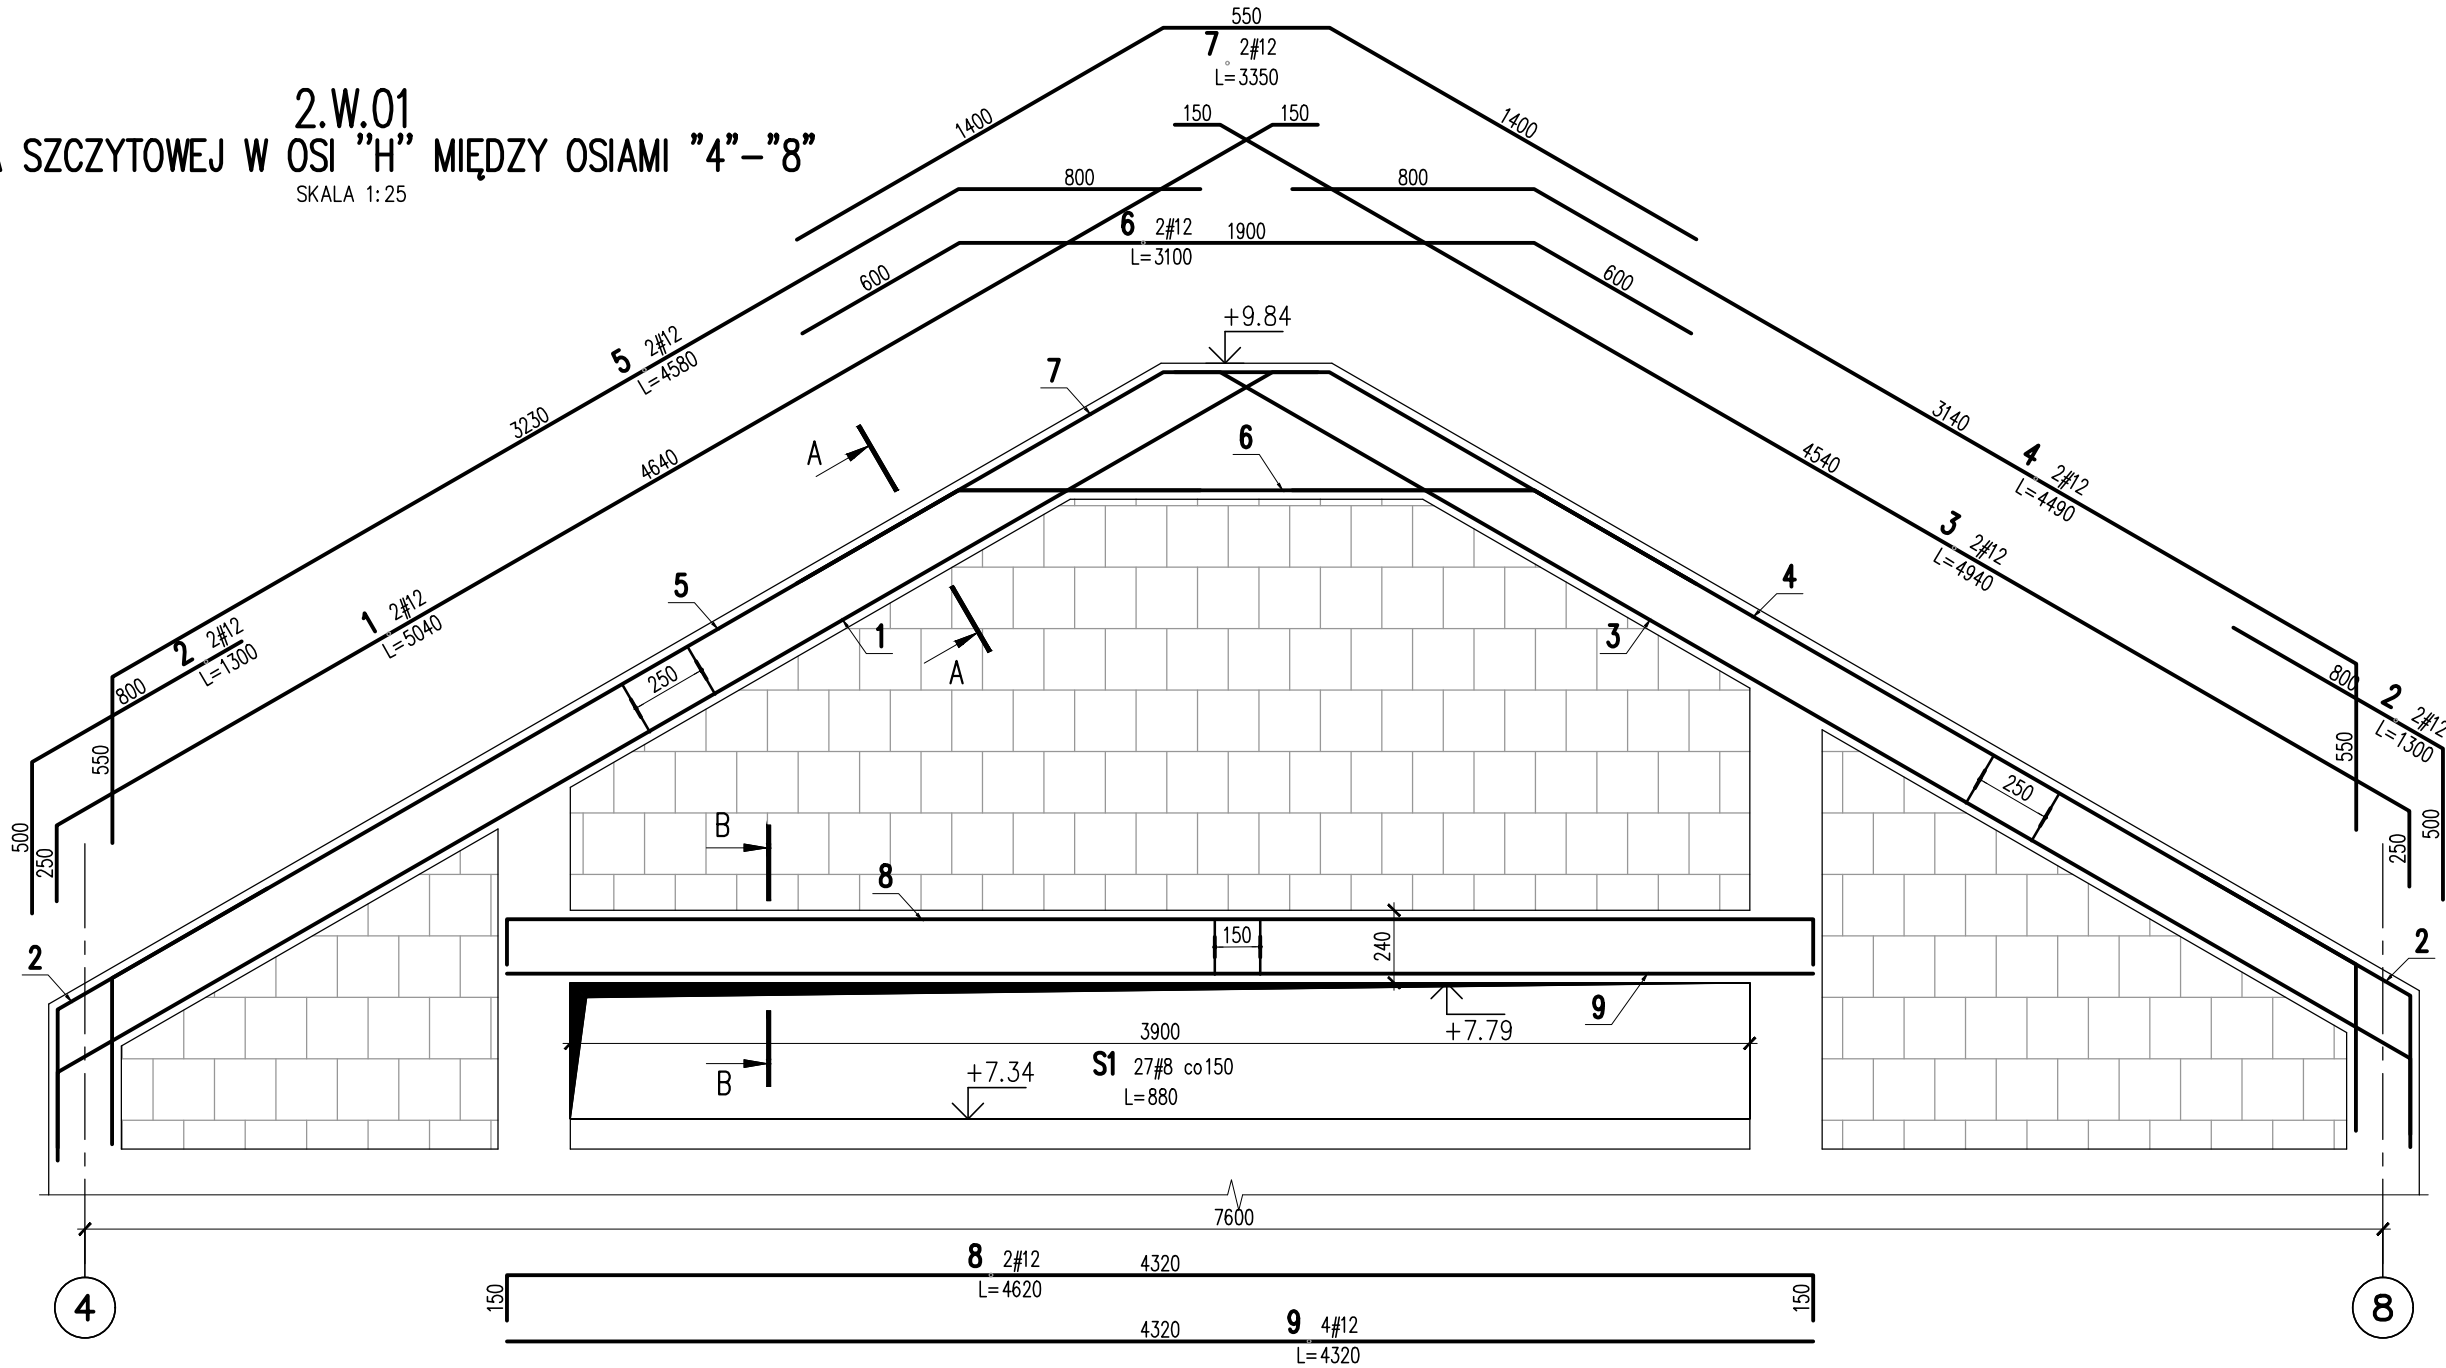 2.W.01
SZCZYTOWEJ W OSI "H" MIĘDZY OSIAMI "4"-"8"
SKALA 1:25
550
7 2#12
L=3350
1400
1400
150
150
800
800
6 2#12 1900
L=3100
600
600
+9.84
5 2#12
L=4580
3230
4640
7
A
6
3140
4 2#12
L=4490
4540
3 2#12
L=4940
5
4
1 2#12
L=5040
2 2#12
L=1300
800
1
3
A
250
800
2 2#12
L=1300
550
550
250
500
250
B
500
250
8
2
150
240
2
9
3900
+7.79
S1 27#8 co150
L=880
+7.34
B
7600
4
8
8 2#12 4320
L=4620
150
150
4320 9 4#12
L=4320